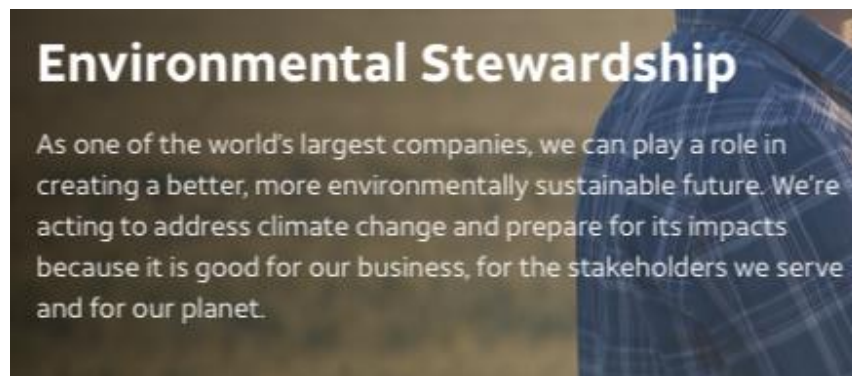 Environmental Stewardship
As one of the world's largest companies, we can play a role in
creating a better, more environmentally sustainable future. We're
acting to address climate change and prepare for its impacts
because it is good for our business, for the stakeholders we serve
and for our planet.